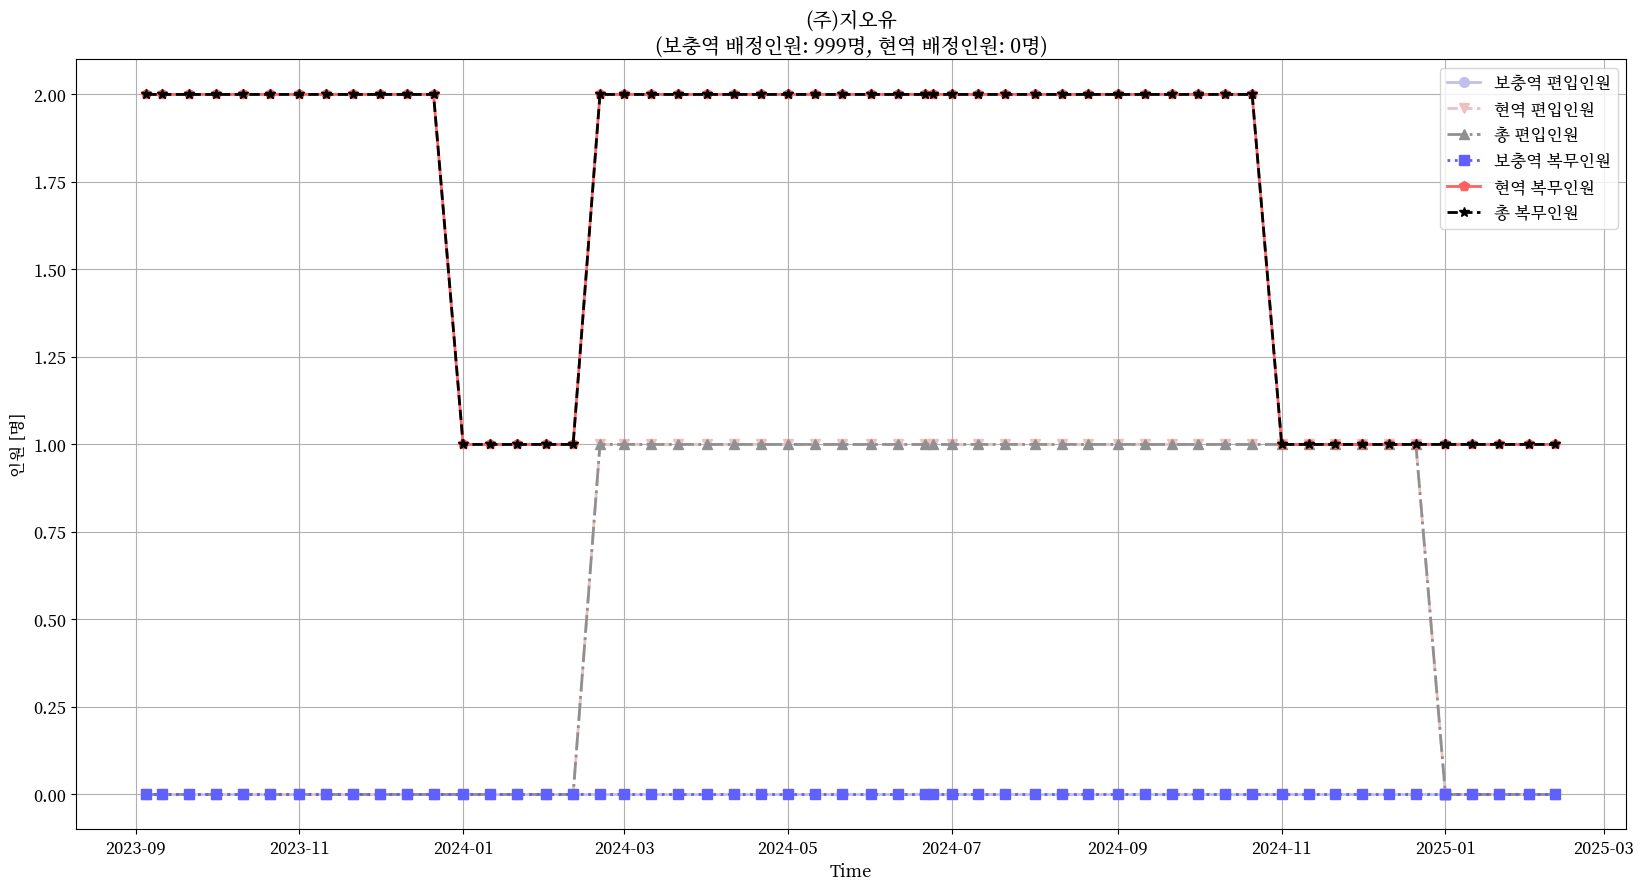 (주)지오유
(보충역 배정인원: 999명, 현역 배정인원: 0명)
보충역 편입인원
현역 편입인원
총 편입인원
보충역 복무인원
현역 복무인원
총 복무인원
2.00
1.75
1.50
1.25
1.00
0.75
0.50
0.25
0.00
인원 [명]
2023-09 2023-11 2024-01 2024-03 2024-05 2024-07 2024-09 2024-11 2025-01 2025-03
Time